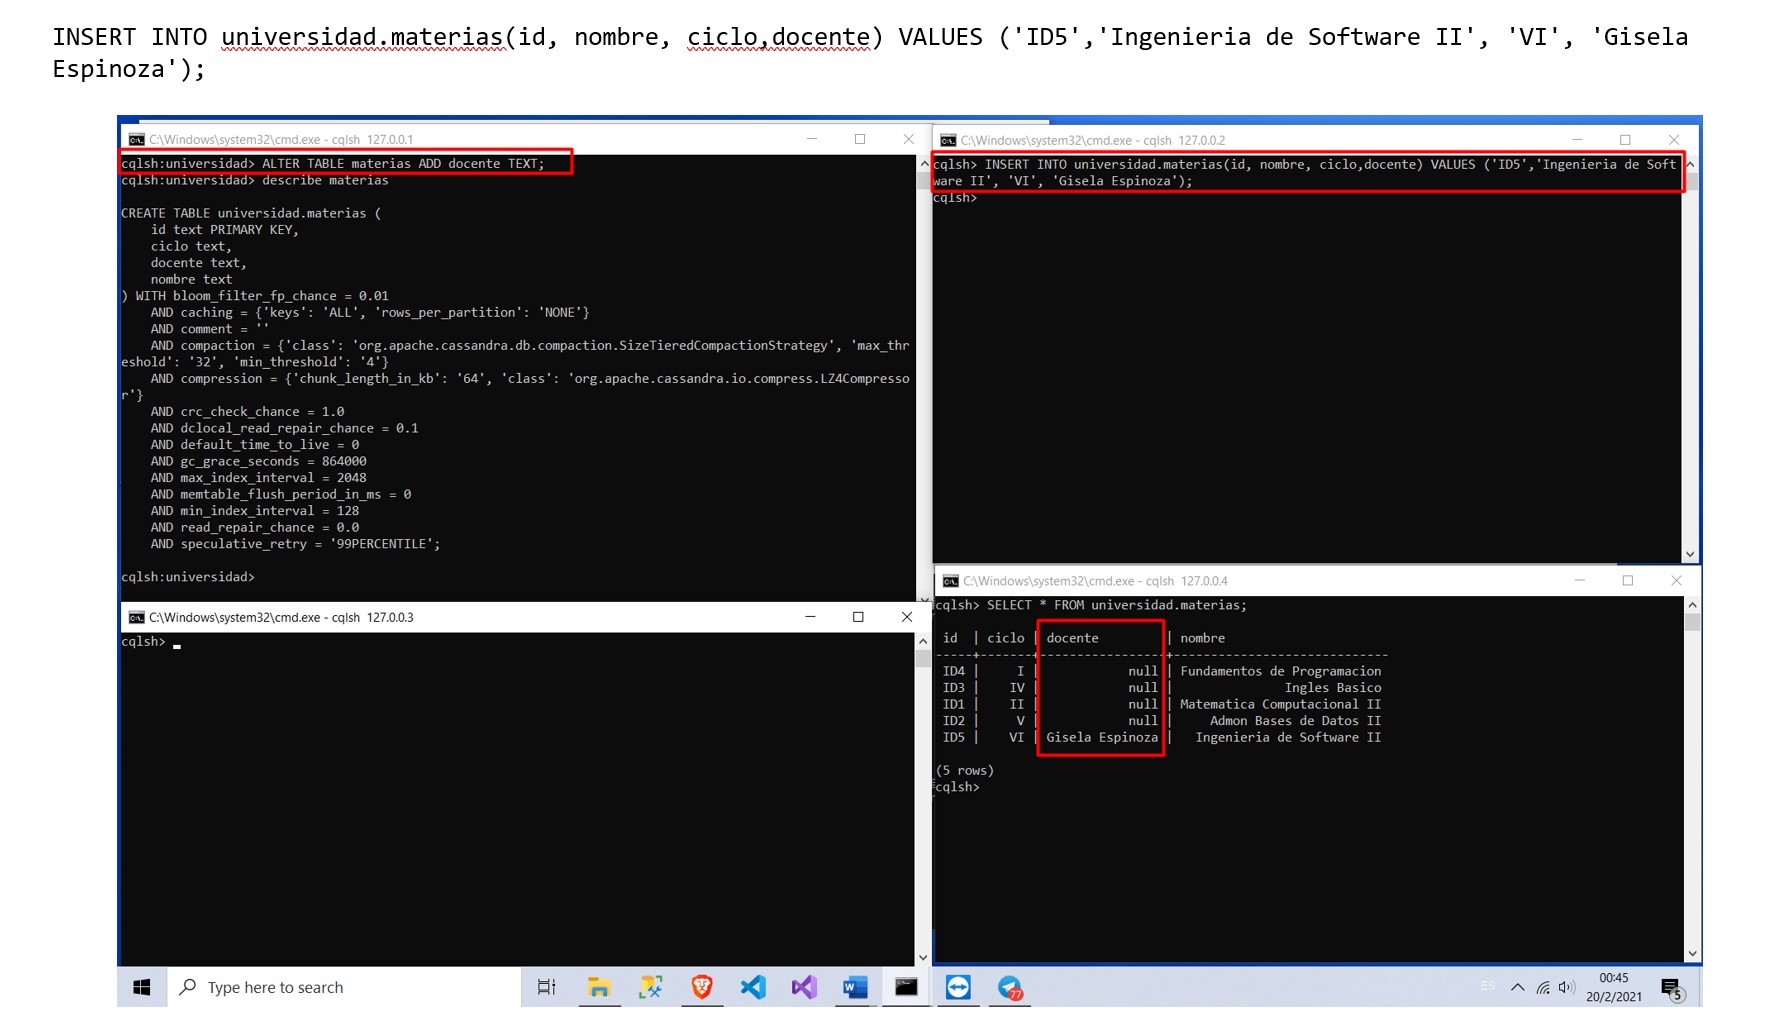 INSERT INTO universidad.materias(id, nombre, ciclo,docente) VALUES ('ID5','Ingenieria de Software II', 'VI', 'Gisela
Espinoza');
C:\Windows\system32\cmd.exe - cqlsh  127.0.0.1
cqlsh:universidad> ALTER TABLE materias ADD docente TEXT;
cqlsh:universidad> describe materias
CREATE TABLE universidad.materias (
    id text PRIMARY KEY,
    ciclo text,
    docente text,
    nombre text
) WITH bloom_filter_fp_chance = 0.01
    AND caching = {'keys': 'ALL', 'rows_per_partition': 'NONE'}
    AND comment = ''
    AND compaction = {'class': 'org.apache.cassandra.db.compaction.SizeTieredCompactionStrategy', 'max_thr
eshold': '32', 'min_threshold': '4'}
    AND compression = {'chunk_length_in_kb': '64', 'class': 'org.apache.cassandra.io.compress.LZ4Compresso
r'}
    AND crc_check_chance = 1.0
    AND dclocal_read_repair_chance = 0.1
    AND default_time_to_live = 0
    AND gc_grace_seconds = 864000
    AND max_index_interval = 2048
    AND memtable_flush_period_in_ms = 0
    AND min_index_interval = 128
    AND read_repair_chance = 0.0
    AND speculative_retry = '99PERCENTILE';
cqlsh:universidad>
C:\Windows\system32\cmd.exe - cqlsh  127.0.0.2
cqlsh> INSERT INTO universidad.materias(id, nombre, ciclo,docente) VALUES ('ID5','Ingenieria de Soft
ware II', 'VI', 'Gisela Espinoza');
cqlsh>
C:\Windows\system32\cmd.exe - cqlsh  127.0.0.3
cqlsh>
C:\Windows\system32\cmd.exe - cqlsh  127.0.0.4
cqlsh> SELECT * FROM universidad.materias;
 id  | ciclo | docente         | nombre
-----+-------+-----------------+-----------------------------
 ID4 |     I |            null | Fundamentos de Programacion
 ID3 |    IV |            null |               Ingles Basico
 ID1 |    II |            null | Matematica Computacional II
 ID2 |     V |            null |     Admon Bases de Datos II
 ID5 |    VI | Gisela Espinoza |   Ingenieria de Software II
(5 rows)
cqlsh>
Type here to search
77
ES
00:45
20/2/2021
5